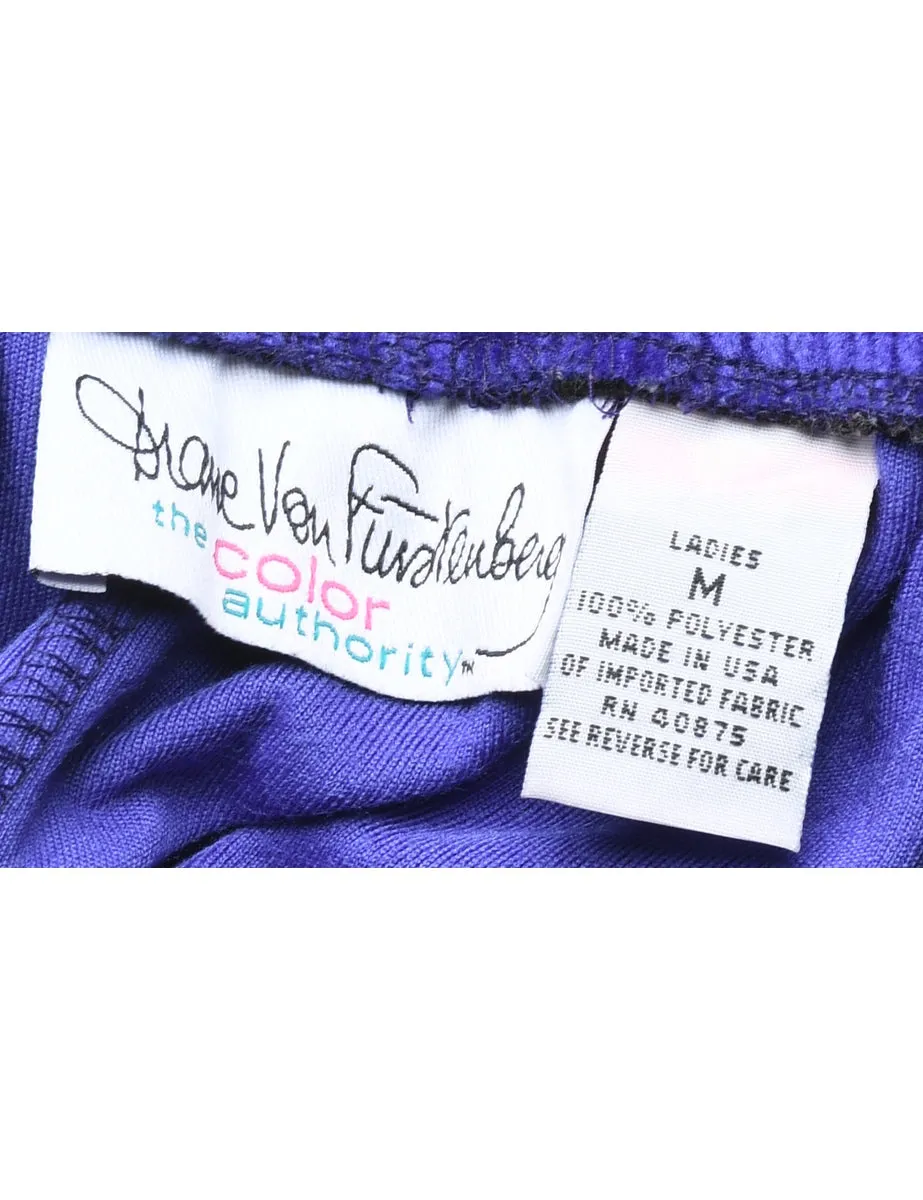 Diane Von Furstenberg
the color
authority™
LADIES
M
100% POLYESTER
MADE IN USA
OF IMPORTED FABRIC
RN 40875
SEE REVERSE FOR CARE